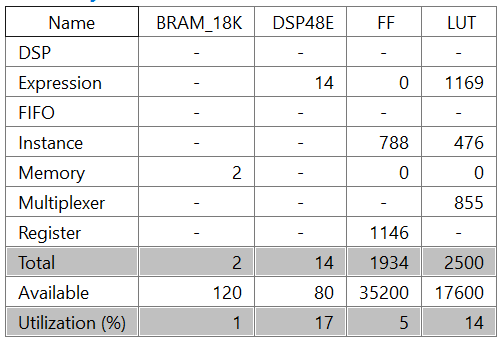 Name BRAM_18K DSP48E FF LUT
DSP - - - -
Expression - 14 0 1169
FIFO - - - -
Instance - - 788 476
Memory 2 - 0 0
Multiplexer - - - 855
Register - - 1146 -
Total 2 14 1934 2500
Available 120 80 35200 17600
Utilization (%) 1 17 5 14